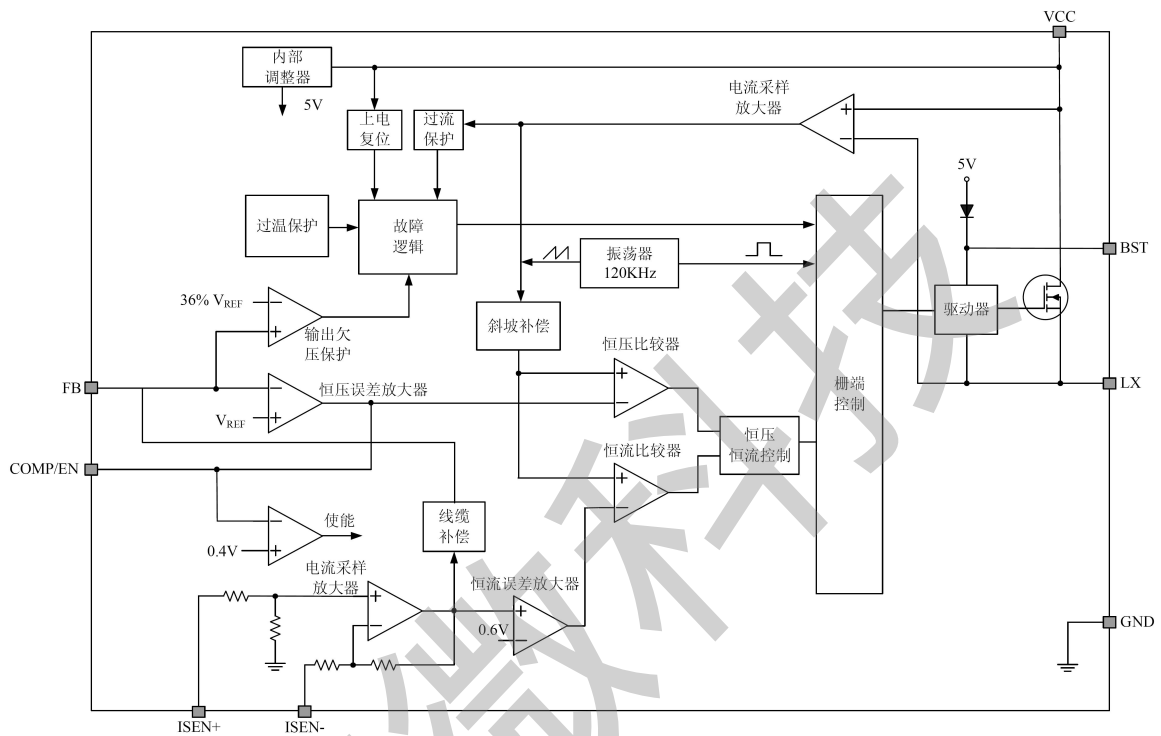 VCC
内部
调整器
5V
电流采样
放大器
+
−
上电
复位
过流
保护
5V
过温保护
故障
逻辑
振荡器
120KHz
BST
36% VREF
−
+
输出欠
压保护
斜坡补偿
驱动器
恒压比较器
FB
−
+
恒压误差放大器
VREF
+
−
LX
栅端
控制
恒压
恒流控制
COMP/EN
恒流比较器
+
−
线缆
补偿
−
+
使能
0.4V
电流采样
放大器
+
−
恒流误差放大器
+
−
0.6V
GND
ISEN+
ISEN-
微科技